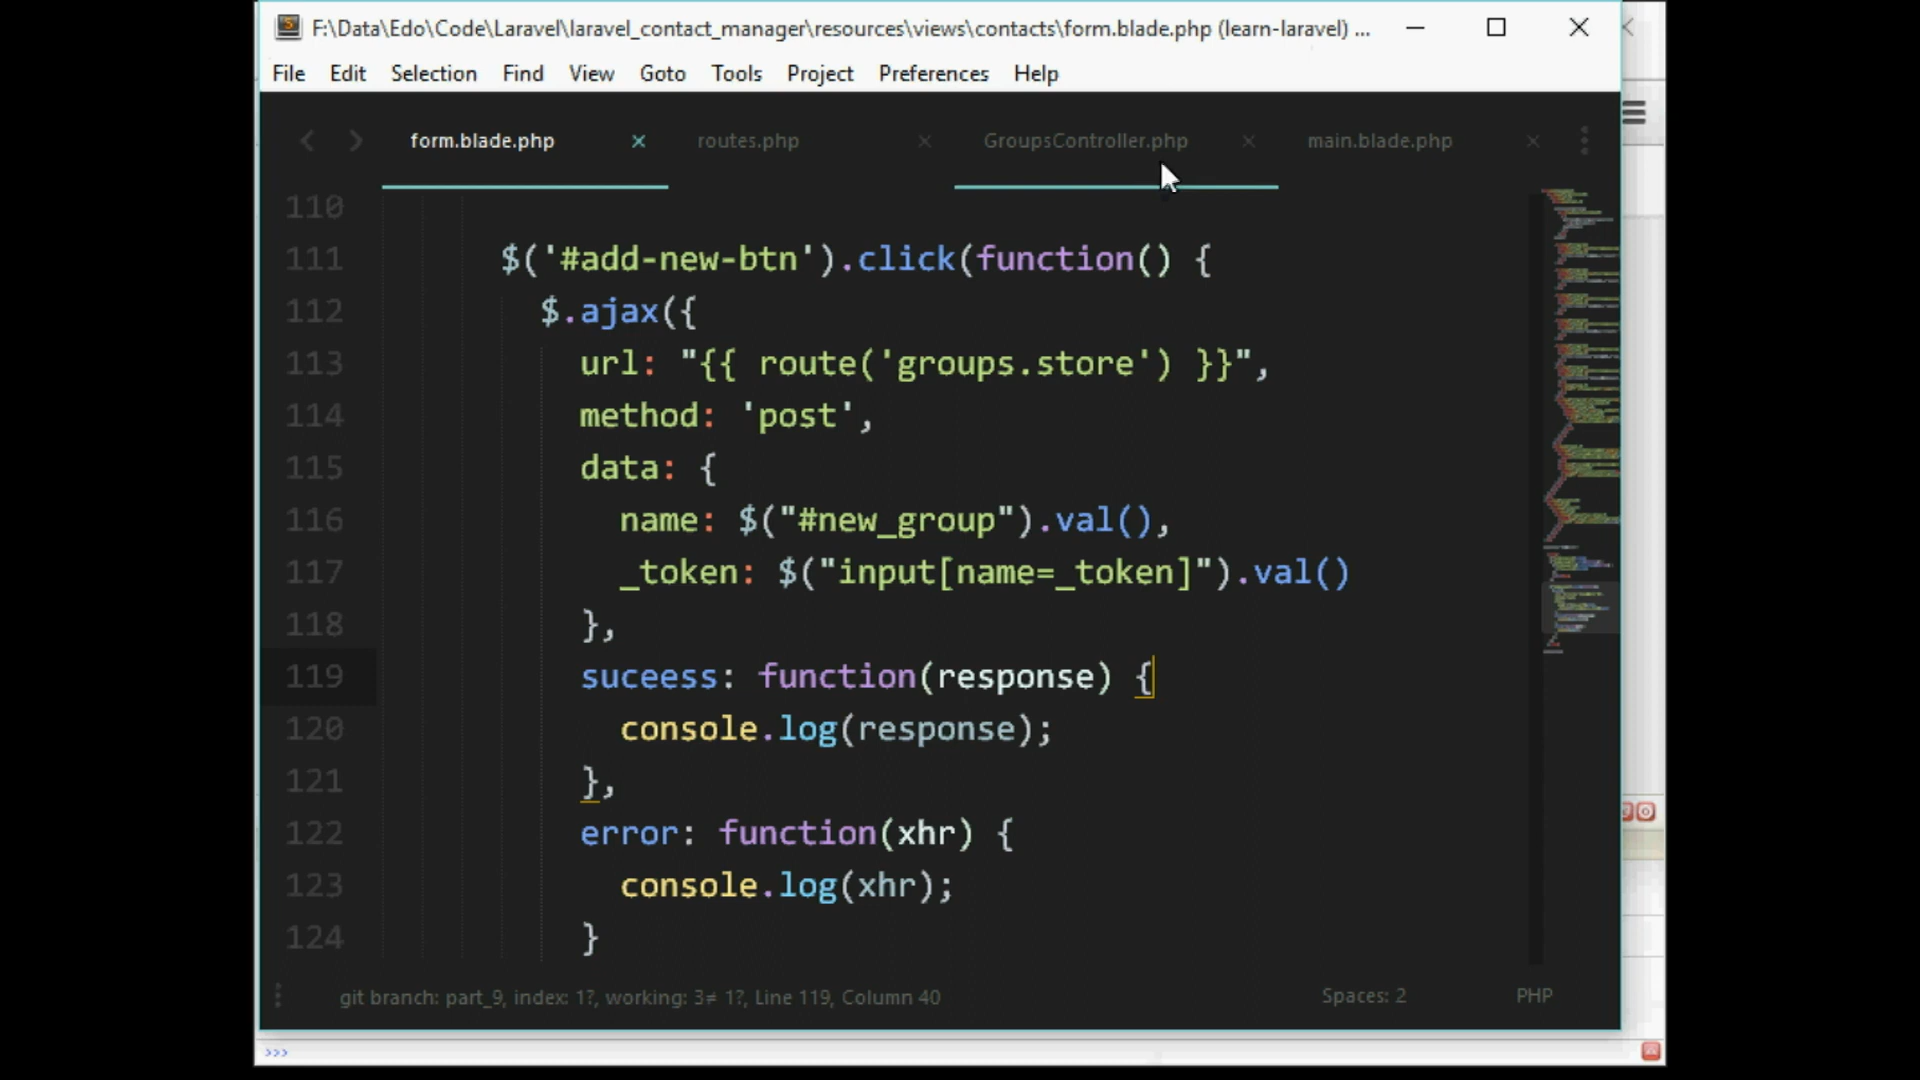 F:\Data\Edo\Code\Laravel\laravel_contact_manager\resources\views\contacts\form.blade.php (learn-laravel) ...
File Edit Selection Find View Goto Tools Project Preferences Help
form.blade.php routes.php GroupsController.php main.blade.php
110
111 $('#add-new-btn').click(function() {
112 $.ajax({
113 url: "{{ route('groups.store') }}",
114 method: 'post',
115 data: {
116 name: $("#new_group").val(),
117 _token: $("input[name=_token]").val()
118 },
119 suceess: function(response) {
120 console.log(response);
121 },
122 error: function(xhr) {
123 console.log(xhr);
124 }
git branch: part_9, index: 1?, working: 3≠ 1?, Line 119, Column 40 Spaces: 2 PHP
>>>